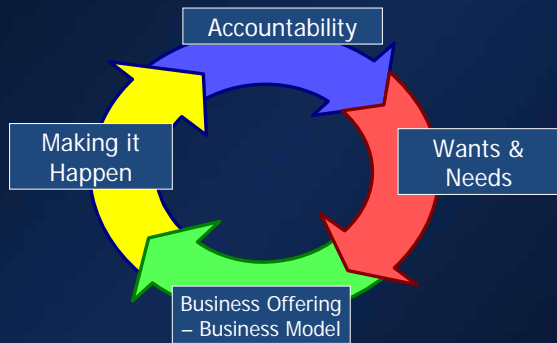 Accountability
Making it
Happen
Wants &
Needs
Business Offering
– Business Model